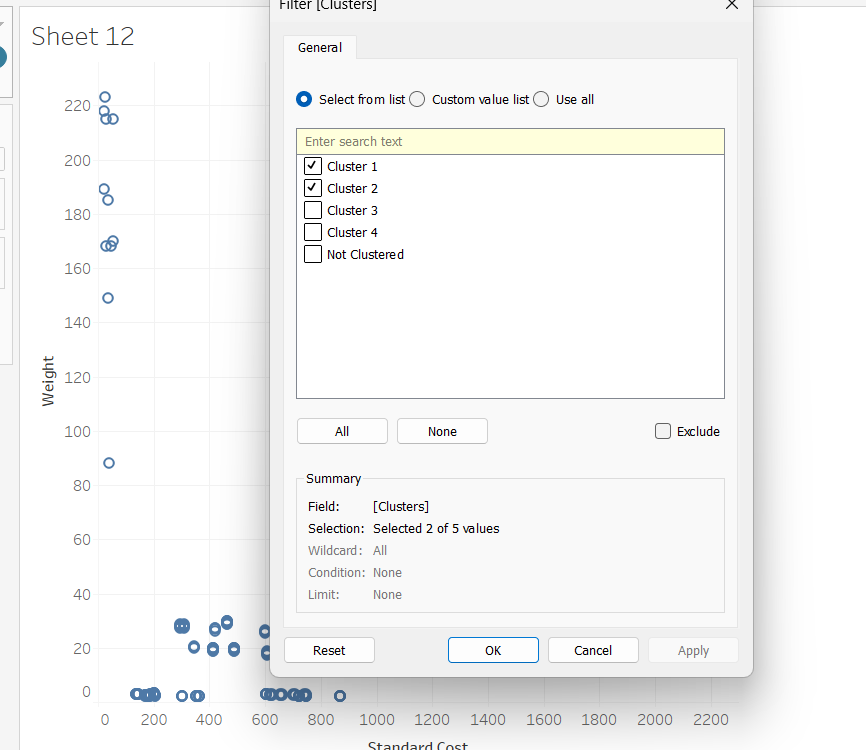 Filter [Clusters]
Sheet 12
General
Select from list Custom value list Use all
Enter search text
Cluster 1
Cluster 2
Cluster 3
Cluster 4
Not Clustered
All None Exclude
Summary
Field: [Clusters]
Selection: Selected 2 of 5 values
Wildcard: All
Condition: None
Limit: None
Reset OK Cancel Apply
Weight
220
200
180
160
140
120
100
80
60
40
20
0
0 200 400 600 800 1000 1200 1400 1600 1800 2000 2200
Standard Cost